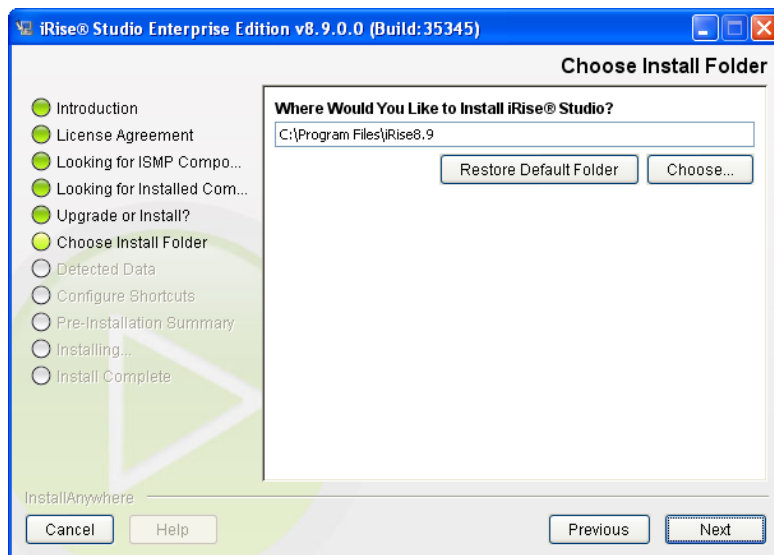 iRise® Studio Enterprise Edition v8.9.0.0 (Build:35345)
Choose Install Folder
Introduction
License Agreement
Looking for ISMP Compo...
Looking for Installed Com...
Upgrade or Install?
Choose Install Folder
Detected Data
Configure Shortcuts
Pre-Installation Summary
Installing...
Install Complete
Where Would You Like to Install iRise® Studio?
C:\Program Files\iRise8.9
Restore Default Folder
Choose...
InstallAnywhere
Cancel
Help
Previous
Next